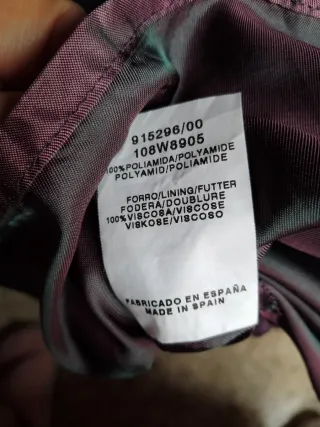 915296/00
108W8905
100%POLIAMIDA/POLYAMIDE
POLYAMID/POLIAMIDE
FORRO/LINING/FUTTER
FODERA/DOUBLURE
100%VISCOSA/VISCOSE
VISKOSE/VISCOSO
FABRICADO EN ESPAÑA
MADE IN SPAIN